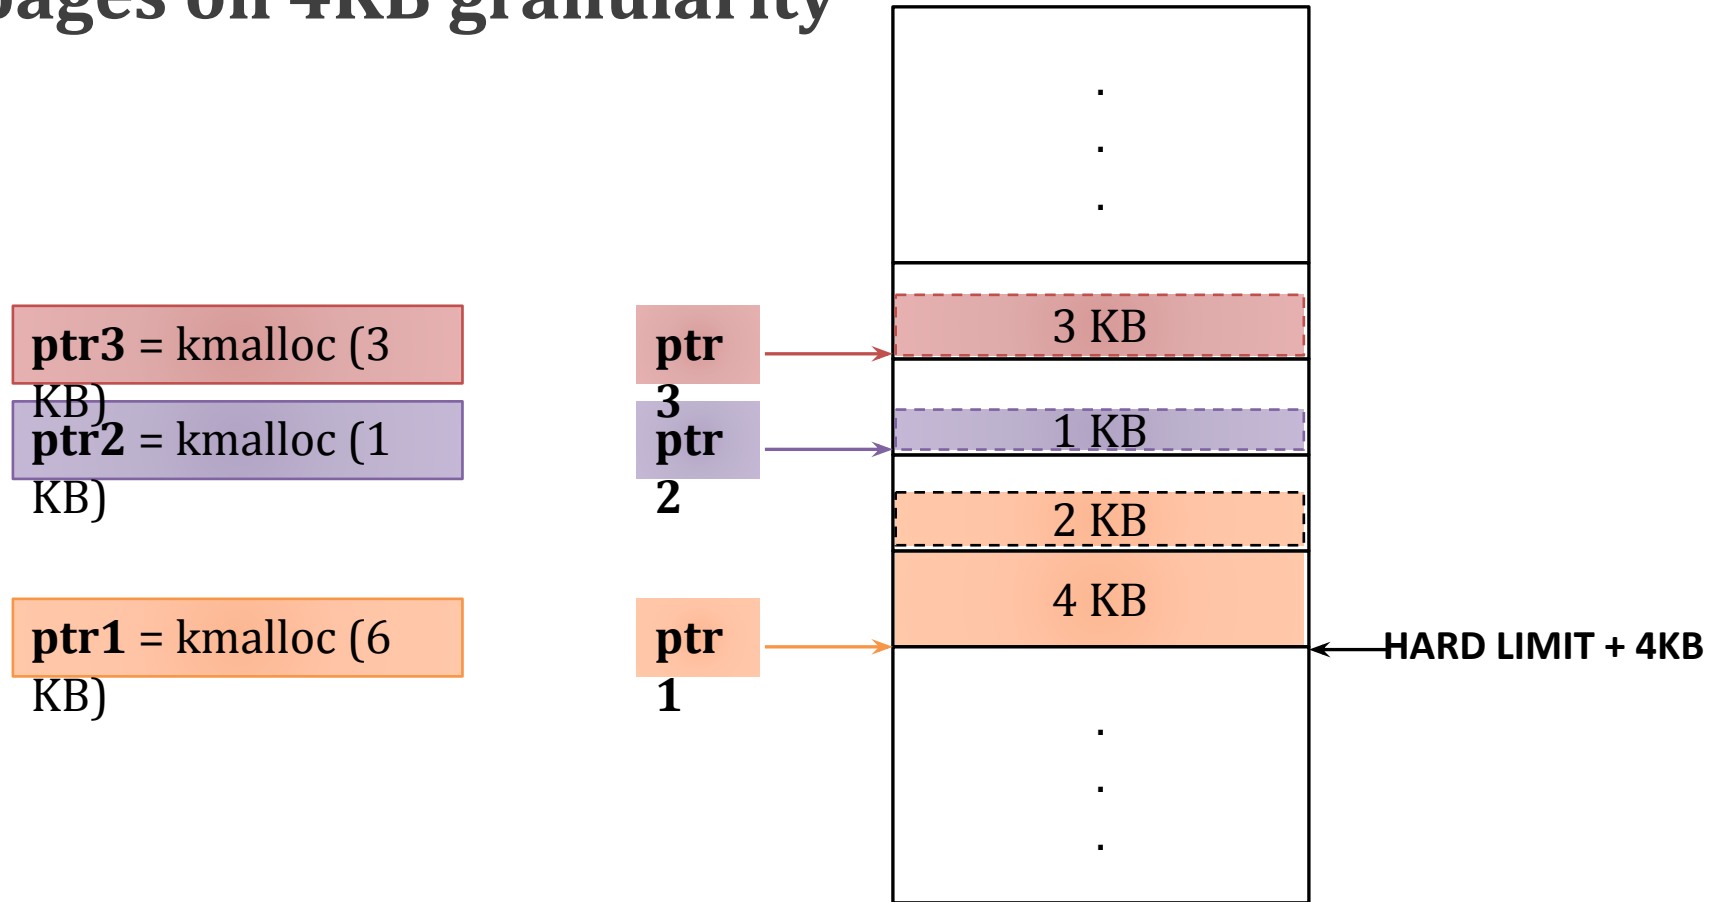 pages on 4KB granularity
.
.
.
ptr3 = kmalloc (3
KB)
ptr
3
3 KB
ptr2 = kmalloc (1
KB)
ptr
2
1 KB
2 KB
4 KB
ptr1 = kmalloc (6
KB)
ptr
1
HARD LIMIT + 4KB
.
.
.